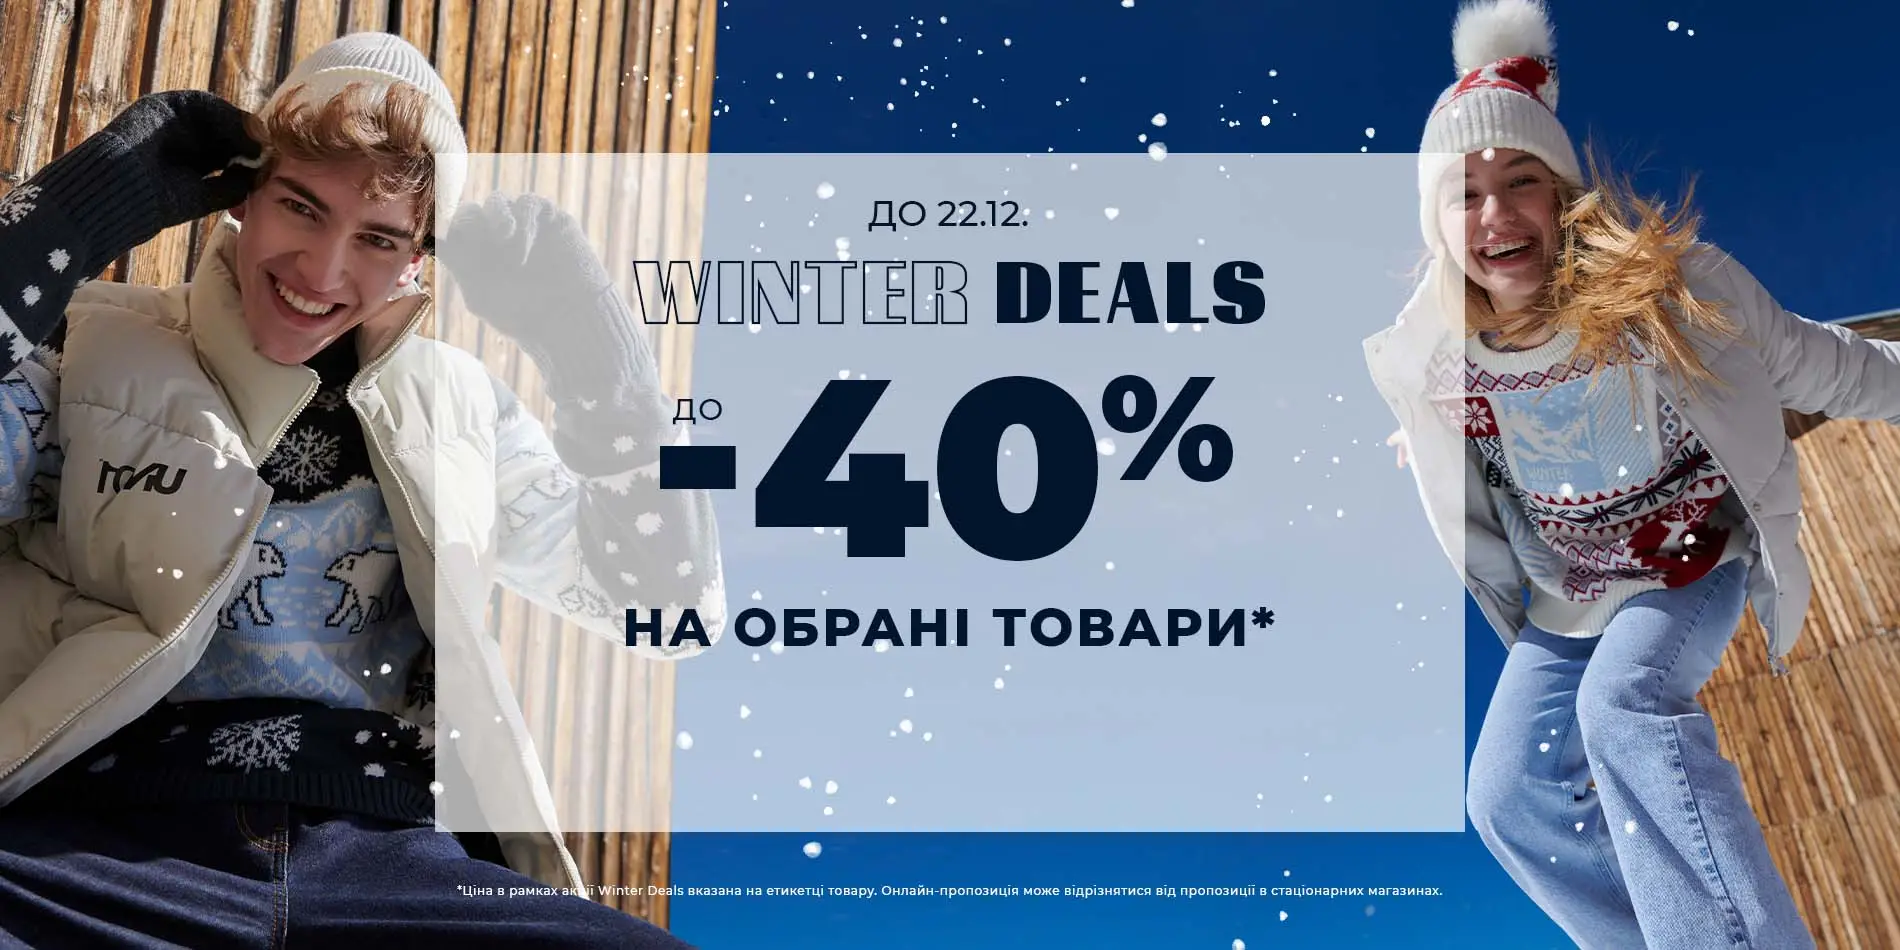 ДО 22.12.
WINTER DEALS
ДО
-40%
НА ОБРАНІ ТОВАРИ*
WINTER
*Ціна в рамках акції Winter Deals вказана на етикетці товару. Онлайн-пропозиція може відрізнятися від пропозиції в стаціонарних магазинах.